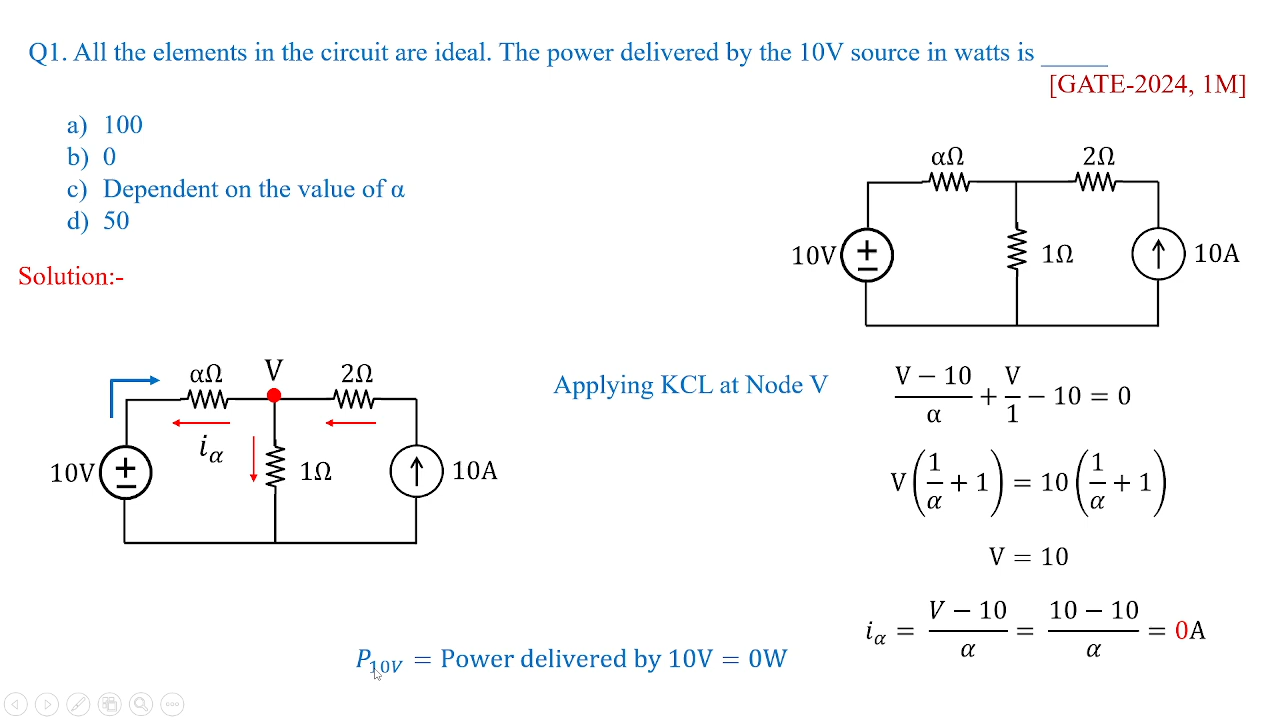 Q1. All the elements in the circuit are ideal. The power delivered by the 10V source in watts is _____
[GATE-2024, 1M]
a) 100
b) 0
c) Dependent on the value of α
d) 50
αΩ
2Ω
10V
1Ω
10A
Solution:-
αΩ
V
2Ω
i_α
10V
1Ω
10A
Applying KCL at Node V
(V − 10)/α + V/1 − 10 = 0
V(1/α + 1) = 10(1/α + 1)
V = 10
i_α = (V − 10)/α = (10 − 10)/α = 0A
P_10V = Power delivered by 10V = 0W